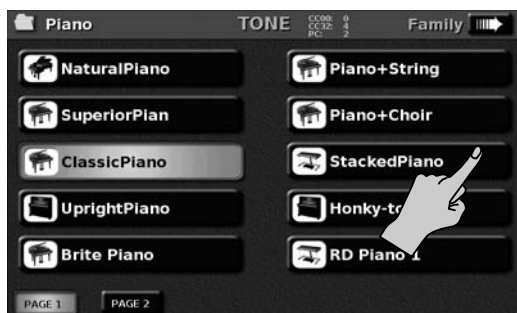 Piano TONE CC00: 0 Family
CC32: 4
PC: 2
NaturalPiano Piano+String
SuperiorPian Piano+Choir
ClassicPiano StackedPiano
UprightPiano
Brite Piano RD Piano 1
PAGE 1 PAGE 2